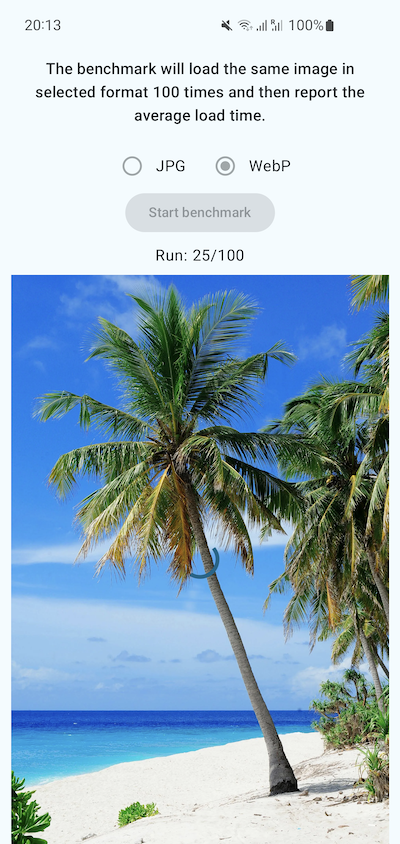 20:13 100%
The benchmark will load the same image in
selected format 100 times and then report the
average load time.
JPG WebP
Start benchmark
Run: 25/100